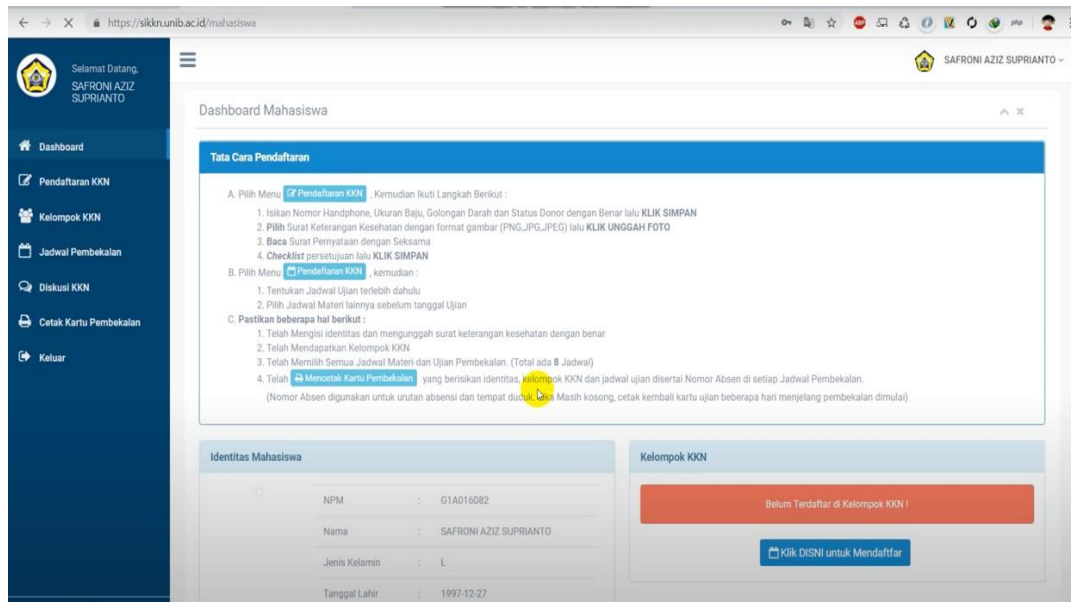 https://sikkn.unib.ac.id/mahasiswa
Selamat Datang,
SAFRONI AZIZ
SUPRIANTO
SAFRONI AZIZ SUPRIANTO
Dashboard
Pendaftaran KKN
Kelompok KKN
Jadwal Pembekalan
Diskusi KKN
Cetak Kartu Pembekalan
Keluar
Dashboard Mahasiswa
Tata Cara Pendaftaran
A. Pilih Menu Pendaftaran KKN , Kemudian Ikuti Langkah Berikut :
1. Isikan Nomor Handphone, Ukuran Baju, Golongan Darah dan Status Donor dengan Benar lalu KLIK SIMPAN
2. Pilih Surat Keterangan Kesehatan dengan format gambar (PNG,JPG,JPEG) lalu KLIK UNGGAH FOTO
3. Baca Surat Pernyataan dengan Seksama
4. Checklist persetujuan lalu KLIK SIMPAN
B. Pilih Menu Pendaftaran KKN , kemudian :
1. Tentukan Jadwal Ujian terlebih dahulu
2. Pilih Jadwal Materi lainnya sebelum tanggal Ujian
C. Pastikan beberapa hal berikut :
1. Telah Mengisi identitas dan mengunggah surat keterangan kesehatan dengan benar
2. Telah Mendapatkan Kelompok KKN
3. Telah Memilih Semua Jadwal Materi dan Ujian Pembekalan. (Total ada 8 Jadwal)
4. Telah Mencetak Kartu Pembekalan yang berisikan identitas, kelompok KKN dan jadwal ujian disertai Nomor Absen di setiap Jadwal Pembekalan.
(Nomor Absen digunakan untuk urutan absensi dan tempat duduk, Masih kosong, cetak kembali kartu ujian beberapa hari menjelang pembekalan dimulai)
Identitas Mahasiswa
NPM : G1A016082
Nama : SAFRONI AZIZ SUPRIANTO
Jenis Kelamin : L
Tanggal Lahir : 1997-12-27
Kelompok KKN
Belum Terdaftar di Kelompok KKN !
Klik DISNI untuk Mendaftfar